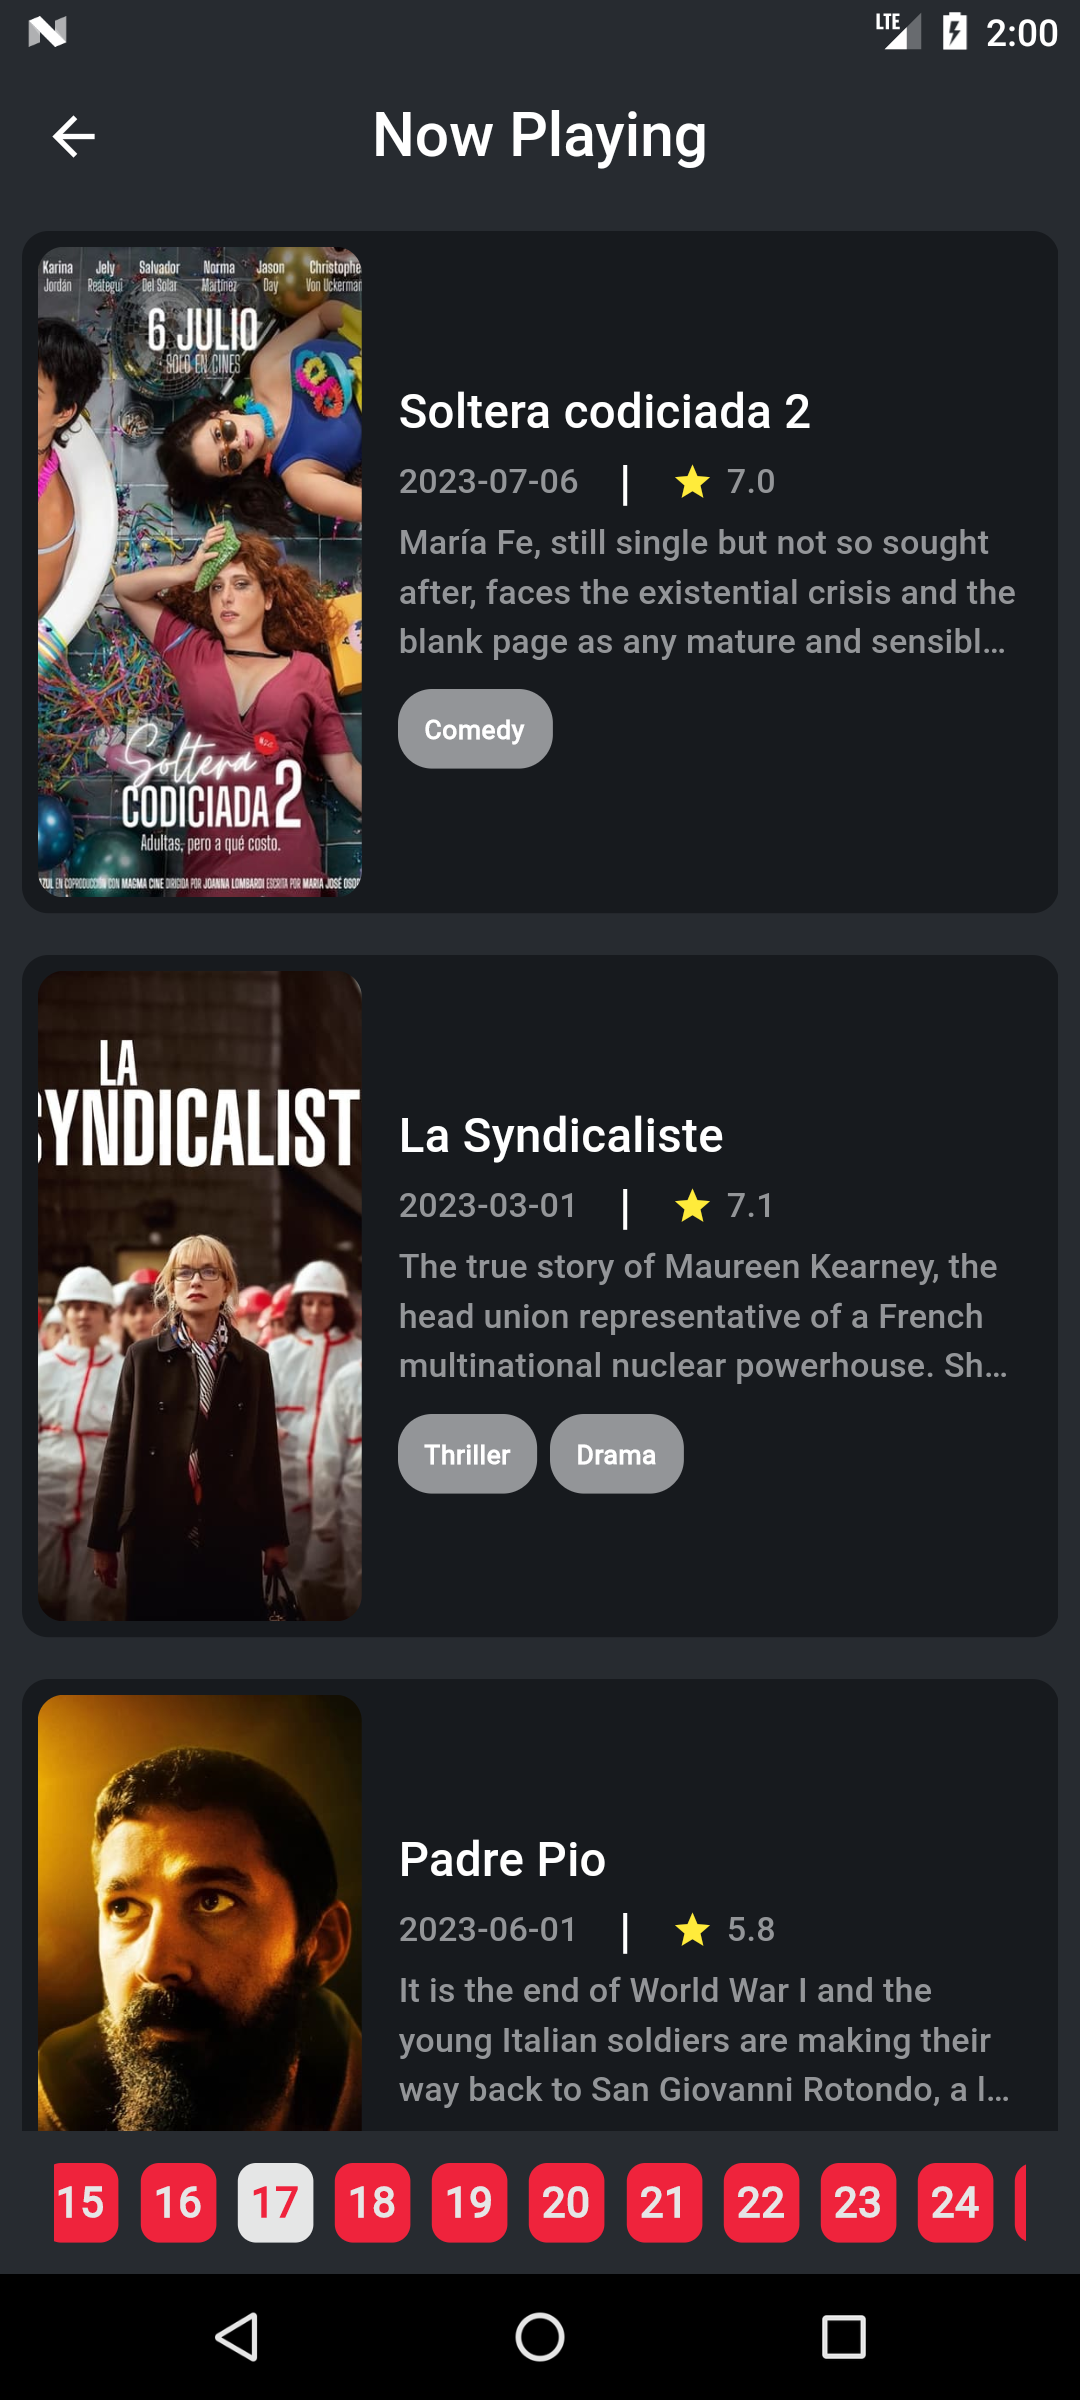 LTE 2:00
Now Playing
Karina Jely Salvador Norma Jason Christophe
Jordán Reátegui Del Solar Martínez Day Von Uckerman
6 JULIO
SOLO EN CINES
Soltera
CODICIADA 2
Adultas, pero a qué costo.
AZUL EN COPRODUCCIÓN CON MAGMA CINE DIRIGIDA POR JOANNA LOMBARDI ESCRITA POR MARIA JOSÉ OSOR
Soltera codiciada 2
2023-07-06 | 7.0
María Fe, still single but not so sought
after, faces the existential crisis and the
blank page as any mature and sensibl...
Comedy
LA
SYNDICALIST
La Syndicaliste
2023-03-01 | 7.1
The true story of Maureen Kearney, the
head union representative of a French
multinational nuclear powerhouse. Sh...
Thriller Drama
Padre Pio
2023-06-01 | 5.8
It is the end of World War I and the
young Italian soldiers are making their
way back to San Giovanni Rotondo, a l...
15 16 17 18 19 20 21 22 23 24